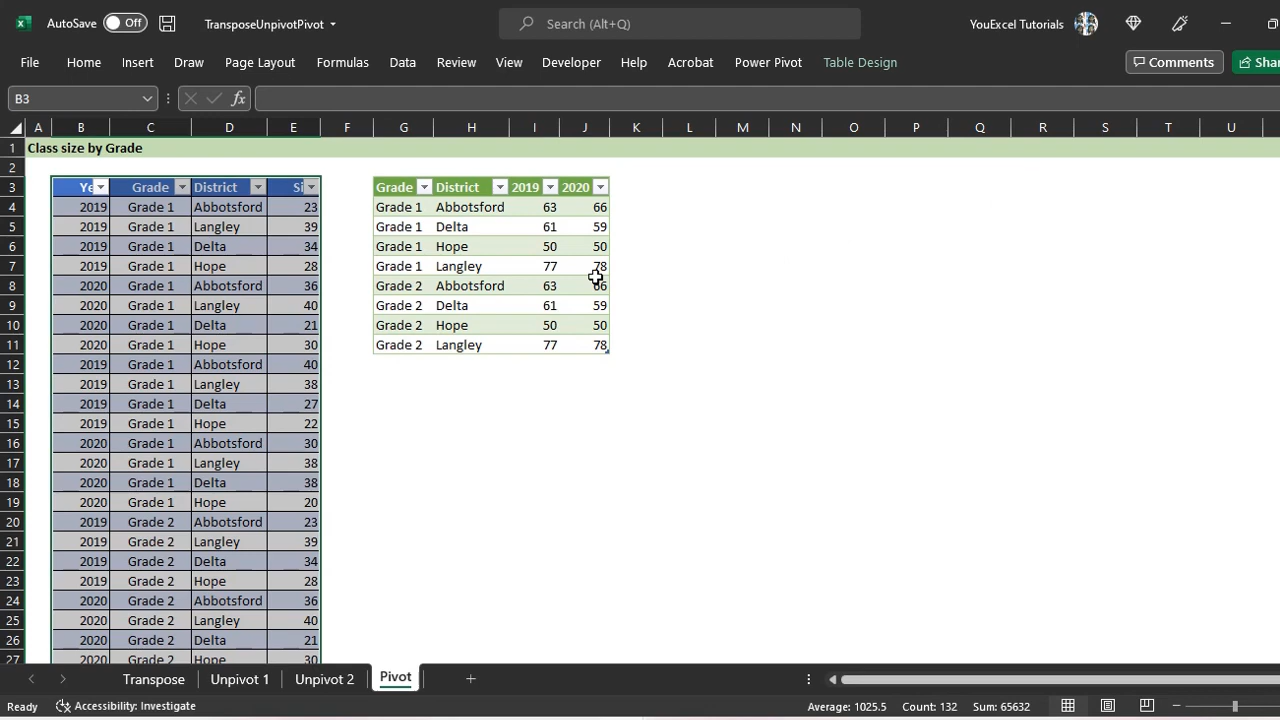 AutoSave Off TransposeUnpivotPivot Search (Alt+Q) YouExcel Tutorials
File Home Insert Draw Page Layout Formulas Data Review View Developer Help Acrobat Power Pivot Table Design Comments
B3 fx
A B C D E F G H I J K L M N O P Q R S T U
1 Class size by Grade
2
3 Grade District Grade District 2019 2020
4 2019 Grade 1 Abbotsford 23 Grade 1 Abbotsford 63 66
5 2019 Grade 1 Langley 39 Grade 1 Delta 61 59
6 2019 Grade 1 Delta 34 Grade 1 Hope 50 50
7 2019 Grade 1 Hope 28 Grade 1 Langley 77 78
8 2020 Grade 1 Abbotsford 36 Grade 2 Abbotsford 63 66
9 2020 Grade 1 Langley 40 Grade 2 Delta 61 59
10 2020 Grade 1 Delta 21 Grade 2 Hope 50 50
11 2020 Grade 1 Hope 30 Grade 2 Langley 77 78
12 2019 Grade 1 Abbotsford 40
13 2019 Grade 1 Langley 38
14 2019 Grade 1 Delta 27
15 2019 Grade 1 Hope 22
16 2020 Grade 1 Abbotsford 30
17 2020 Grade 1 Langley 38
18 2020 Grade 1 Delta 38
19 2020 Grade 1 Hope 20
20 2019 Grade 2 Abbotsford 23
21 2019 Grade 2 Langley 39
22 2019 Grade 2 Delta 34
23 2019 Grade 2 Hope 28
24 2020 Grade 2 Abbotsford 36
25 2020 Grade 2 Langley 40
26 2020 Grade 2 Delta 21
27 2020 Grade 2 Hope 30
Transpose Unpivot 1 Unpivot 2 Pivot
Ready Accessibility: Investigate Average: 1025.5 Count: 132 Sum: 65632